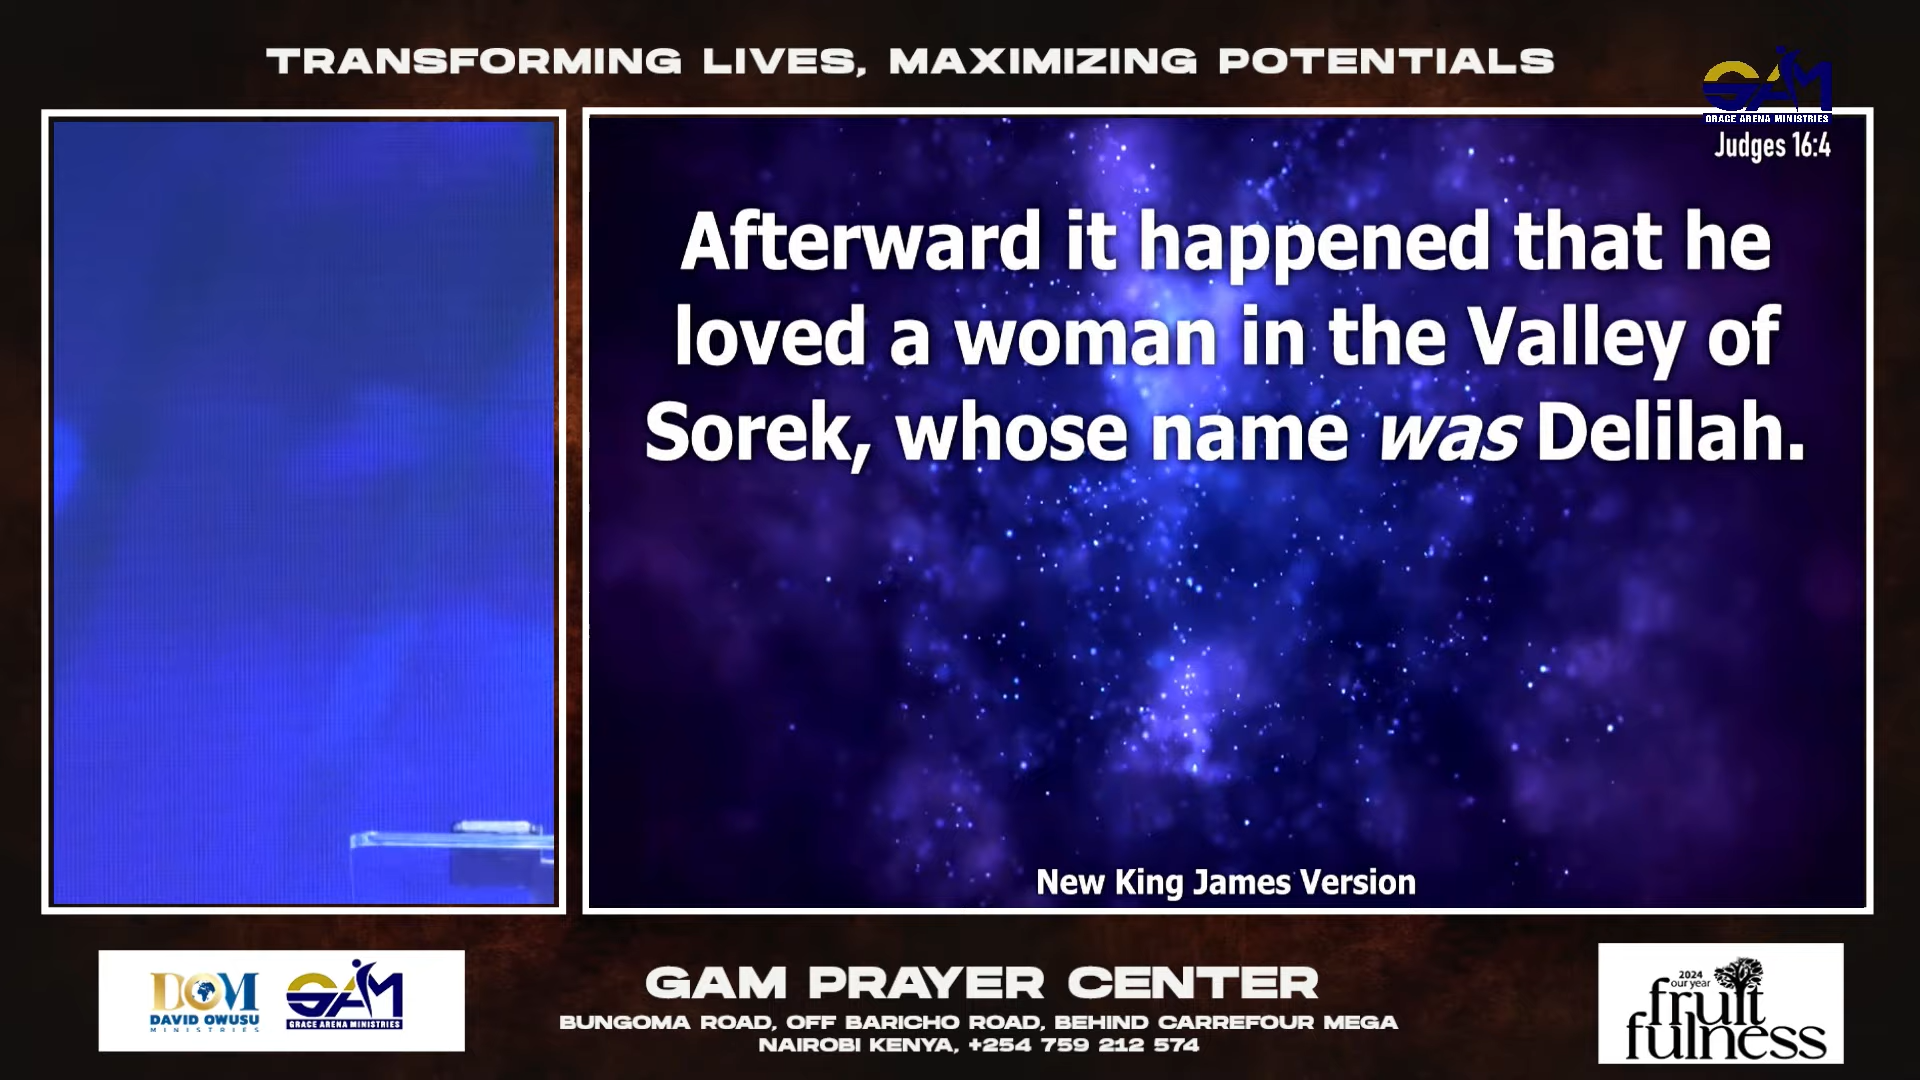 TRANSFORMING LIVES, MAXIMIZING POTENTIALS
GAM
GRACE ARENA MINISTRIES
Judges 16:4
Afterward it happened that he
loved a woman in the Valley of
Sorek, whose name was Delilah.
New King James Version
DOM
DAVID OWUSU
MINISTRIES
GAM
GRACE ARENA MINISTRIES
GAM PRAYER CENTER
BUNGOMA ROAD, OFF BARICHO ROAD, BEHIND CARREFOUR MEGA
NAIROBI KENYA, +254 759 212 574
2024
our year
fruit
fulness